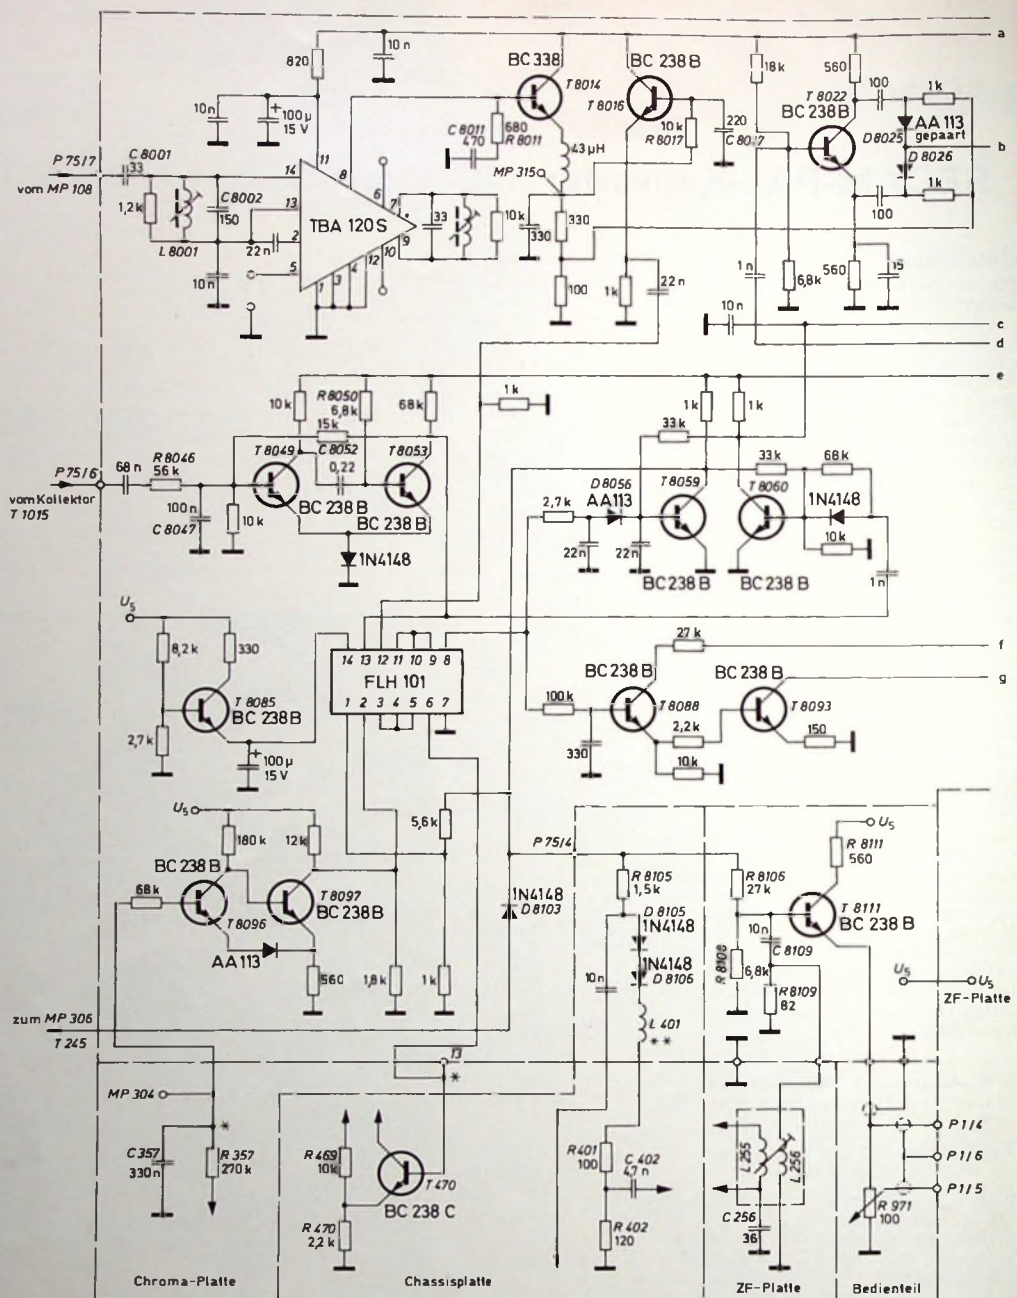 a
10 n
820
BC 338
T 8014
BC 238 B
T 8016
18 k
560
T 8022
BC 238 B
100
1 k
AA 113
gepaart
D 8025
b
D 8026
1 k
100
10 n
100 µ
15 V
C 8011
470
680
R 8011
10 k
R 8017
220
P 75/7
vom MP 108
C 8001
33
11
8
14
6
7
43 µH
MP 315
1,2 k
C 8002
150
L 8001
13
TBA 120 S
2
22 n
9
10
12
5
1
3
4
33
10 k
330
330
10 n
100
1 k
22 n
1 n
6,8 k
560
15
10 n
c
d
e
10 k
R 8050
6,8 k
15 k
68 k
C 8052
0,22
1 k
1 k
1 k
33 k
P 75/6
vom Kollektor
T 1015
68 n
R 8046
56 k
T 8049
T 8053
BC 238 B
BC 238 B
100 n
C 8047
10 k
1N4148
D 8056
AA113
2,7 k
22 n
22 n
T 8059
BC 238 B
33 k
68 k
T 8060
1N4148
10 k
BC 238 B
1 n
U5
8,2 k
330
T 8085
BC 238 B
2,7 k
100 µ
15 V
14 13 12 11 10 9 8
FLH 101
1 2 3 4 5 6 7
27 k
f
BC 238 B
BC 238 B
g
100 k
T 8088
T 8093
330
2,2 k
150
10 k
U5
180 k
12 k
5,6 k
P 75/4
BC 238 B
68 k
T 8096
T 8097
BC 238 B
AA 113
560
1,8 k
1 k
1N4148
D 8103
R 8105
1,5 k
D 8105
1N4148
1N4148
D 8106
10 n
L 401
**
R 8106
27 k
R 8108
6,8 k
10 n
C 8109
R 8109
82
U5
R 8111
560
T 8111
BC 238 B
U5
U5
ZF-Platte
zum MP 306
T 245
13
*
MP 304
*
C 357
330 n
R 357
270 k
R 469
10 k
T 470
BC 238 C
R 470
2,2 k
R 401
100
C 402
4,7 n
R 402
120
L 255
L 256
C 256
36
P 1/4
P 1/6
P 1/5
R 971
100
Chroma-Platte
Chassisplatte
ZF-Platte
Bedienteil